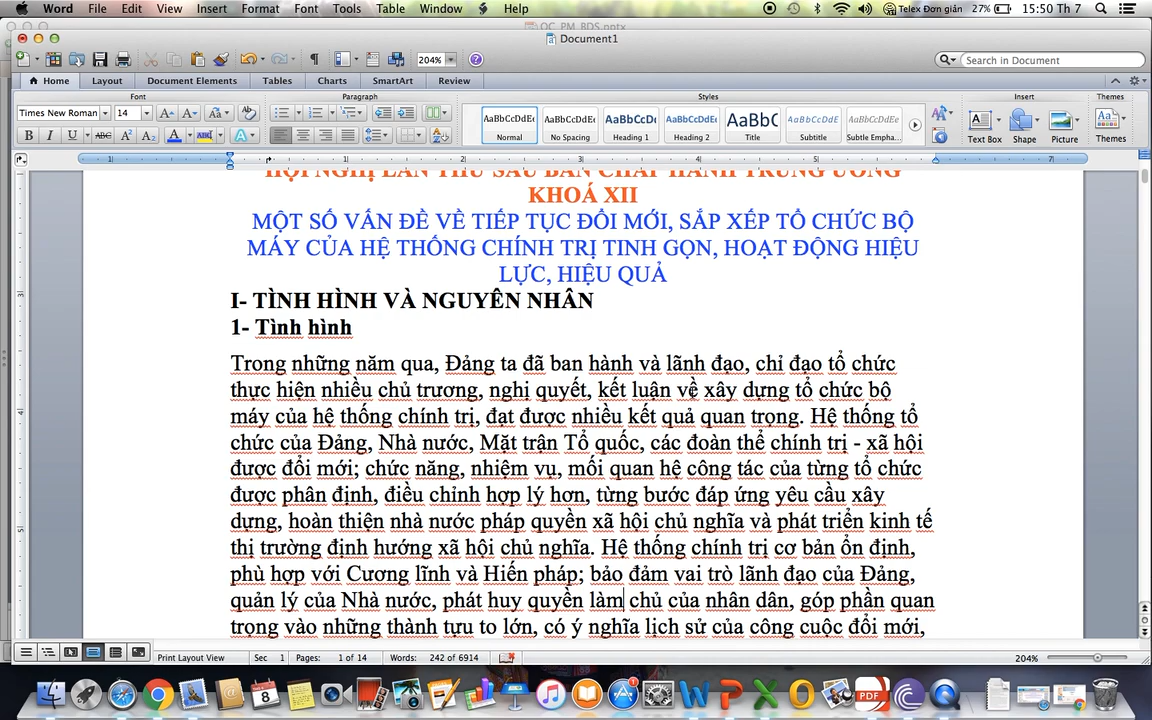 Word File Edit View Insert Format Font Tools Table Window Help
Telex Đơn giản 27% 15:50 Th 7
QC_PM_BDS.pptx
Document1
204%
Search in Document
Home Layout Document Elements Tables Charts SmartArt Review
Font Paragraph Styles Insert Themes
Times New Roman 14
AaBbCcDdEe AaBbCcDdEe AaBbCcDc AaBbCcDdEe AaBbC AaBbCcDdE AaBbCcDdEe
Normal No Spacing Heading 1 Heading 2 Title Subtitle Subtle Empha...
Text Box Shape Picture Themes
HỘI NGHỊ LẦN THỨ SÁU BAN CHẤP HÀNH TRUNG ƯƠNG
KHOÁ XII
MỘT SỐ VẤN ĐỀ VỀ TIẾP TỤC ĐỔI MỚI, SẮP XẾP TỔ CHỨC BỘ
MÁY CỦA HỆ THỐNG CHÍNH TRỊ TINH GỌN, HOẠT ĐỘNG HIỆU
LỰC, HIỆU QUẢ
I- TÌNH HÌNH VÀ NGUYÊN NHÂN
1- Tình hình
Trong những năm qua, Đảng ta đã ban hành và lãnh đạo, chỉ đạo tổ chức
thực hiện nhiều chủ trương, nghị quyết, kết luận về xây dựng tổ chức bộ
máy của hệ thống chính trị, đạt được nhiều kết quả quan trọng. Hệ thống tổ
chức của Đảng, Nhà nước, Mặt trận Tổ quốc, các đoàn thể chính trị - xã hội
được đổi mới; chức năng, nhiệm vụ, mối quan hệ công tác của từng tổ chức
được phân định, điều chỉnh hợp lý hơn, từng bước đáp ứng yêu cầu xây
dựng, hoàn thiện nhà nước pháp quyền xã hội chủ nghĩa và phát triển kinh tế
thị trường định hướng xã hội chủ nghĩa. Hệ thống chính trị cơ bản ổn định,
phù hợp với Cương lĩnh và Hiến pháp; bảo đảm vai trò lãnh đạo của Đảng,
quản lý của Nhà nước, phát huy quyền làm chủ của nhân dân, góp phần quan
trọng vào những thành tựu to lớn, có ý nghĩa lịch sử của công cuộc đổi mới,
Print Layout View Sec 1 Pages: 1 of 14 Words: 242 of 6914 204%